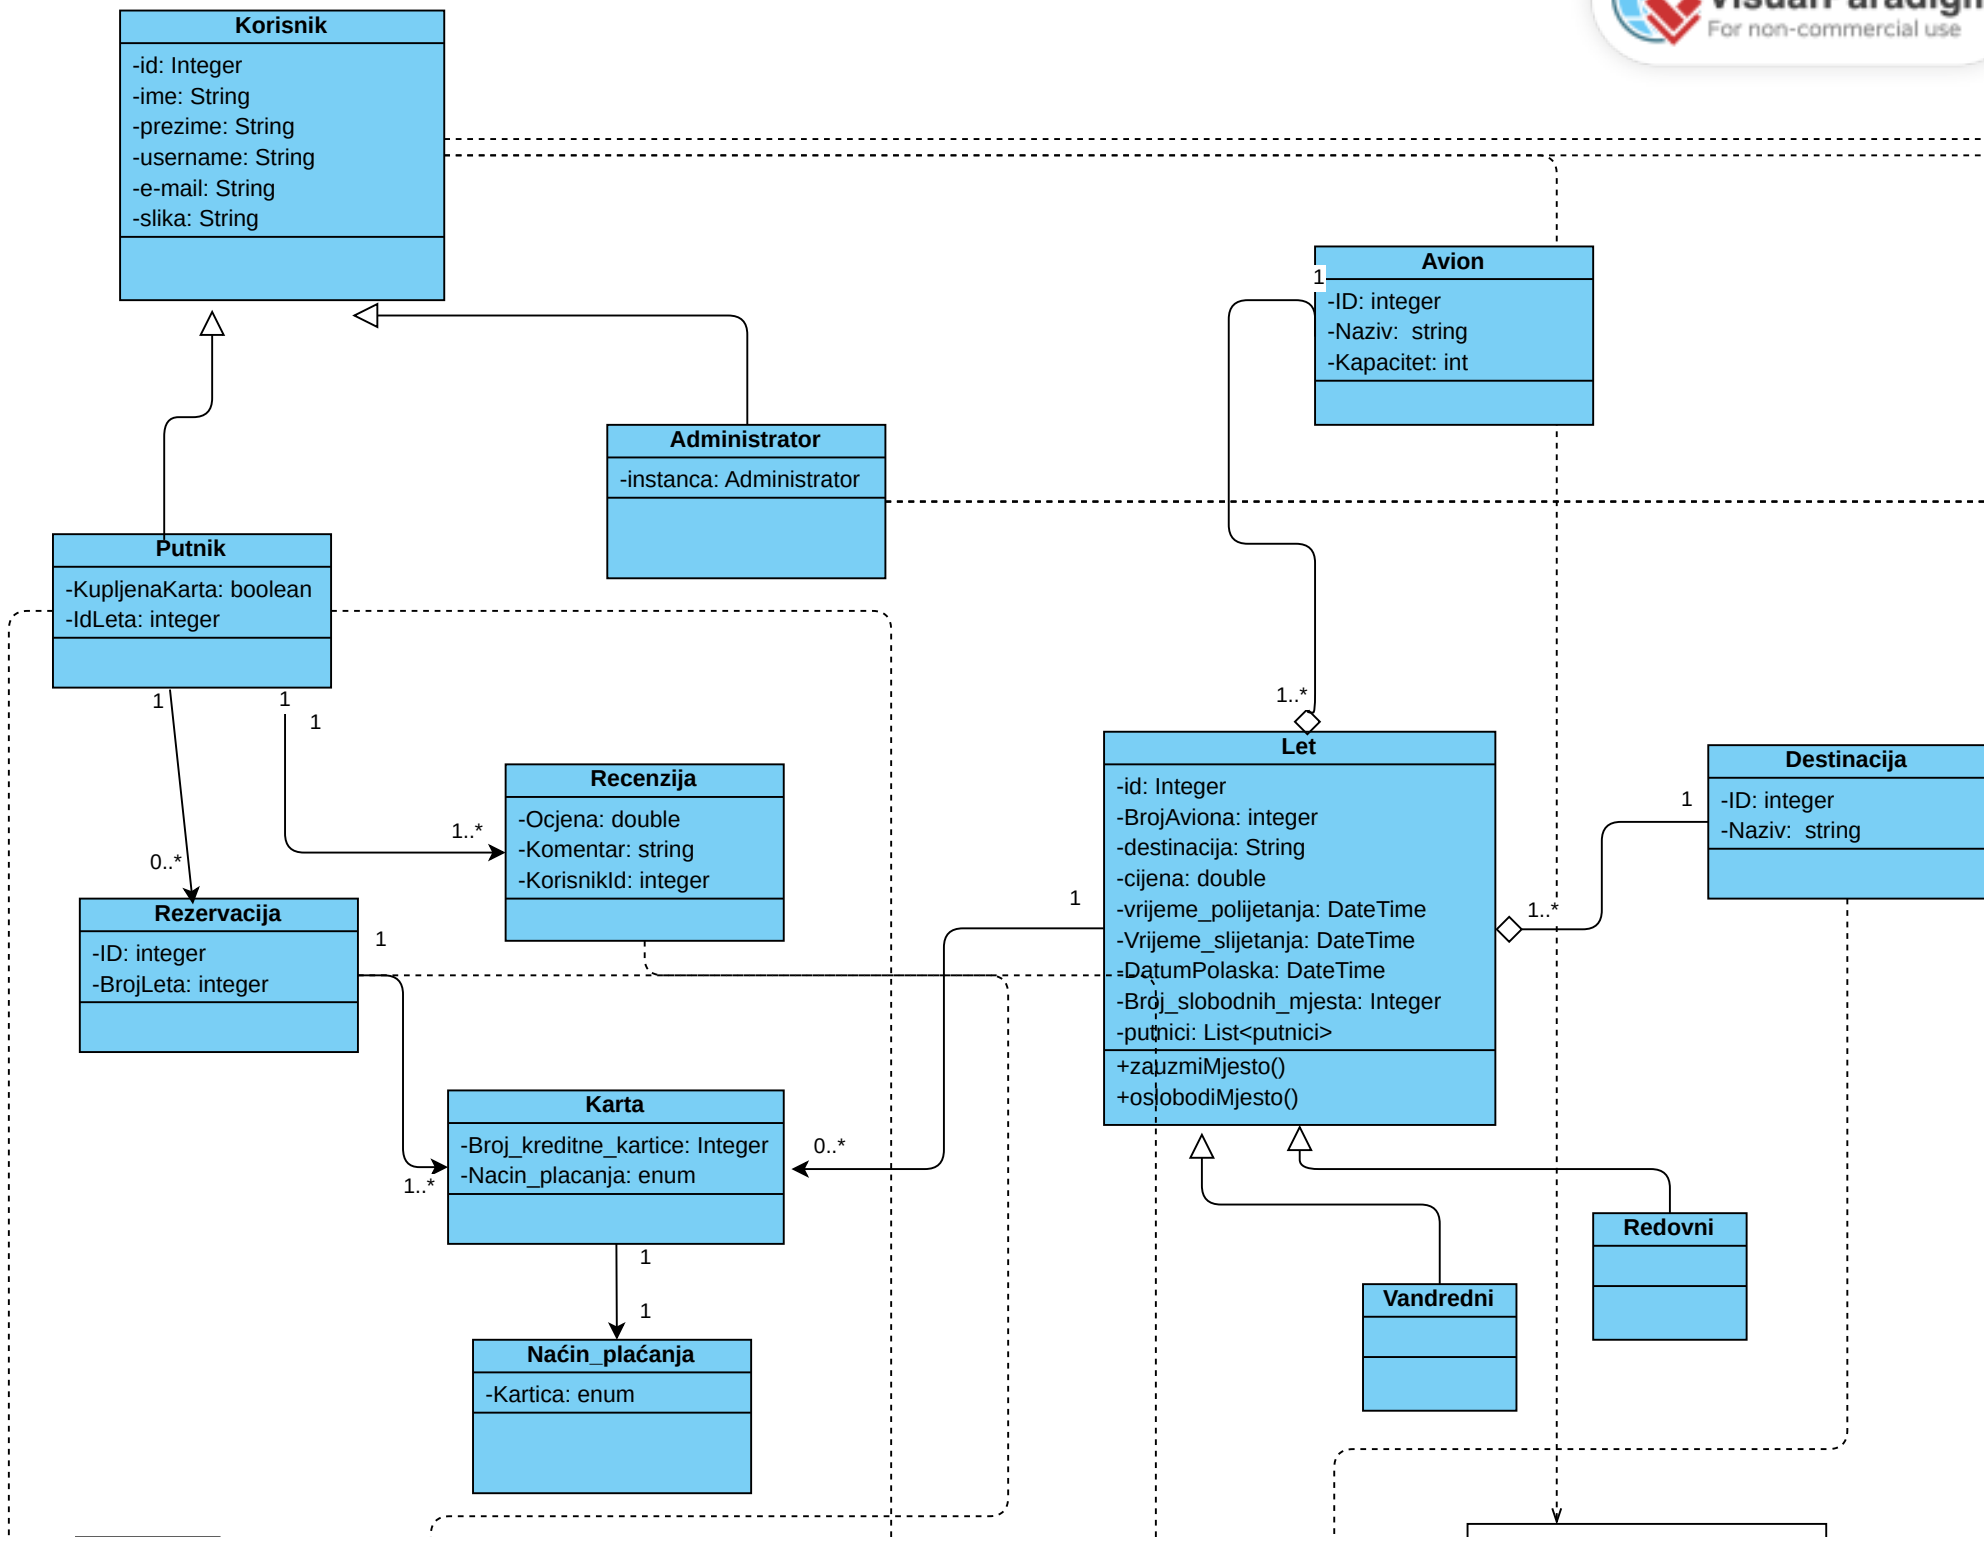 VisualParadigm
For non-commercial use
Korisnik
-id: Integer
-ime: String
-prezime: String
-username: String
-e-mail: String
-slika: String
Avion
1
-ID: integer
-Naziv:  string
-Kapacitet: int
Administrator
-instanca: Administrator
Putnik
-KupljenaKarta: boolean
-IdLeta: integer
1
1
1
1..*
Recenzija
-Ocjena: double
-Komentar: string
-KorisnikId: integer
1..*
0..*
Let
-id: Integer
-BrojAviona: integer
-destinacija: String
-cijena: double
-vrijeme_polijetanja: DateTime
-Vrijeme_slijetanja: DateTime
-DatumPolaska: DateTime
-Broj_slobodnih_mjesta: Integer
-putnici: List<putnici>
+zauzmiMjesto()
+oslobodiMjesto()
Destinacija
-ID: integer
-Naziv:  string
1
1..*
1
Rezervacija
-ID: integer
-BrojLeta: integer
1
Karta
-Broj_kreditne_kartice: Integer
-Nacin_placanja: enum
0..*
1..*
1
1
Naćin_plaćanja
-Kartica: enum
Redovni
Vandredni